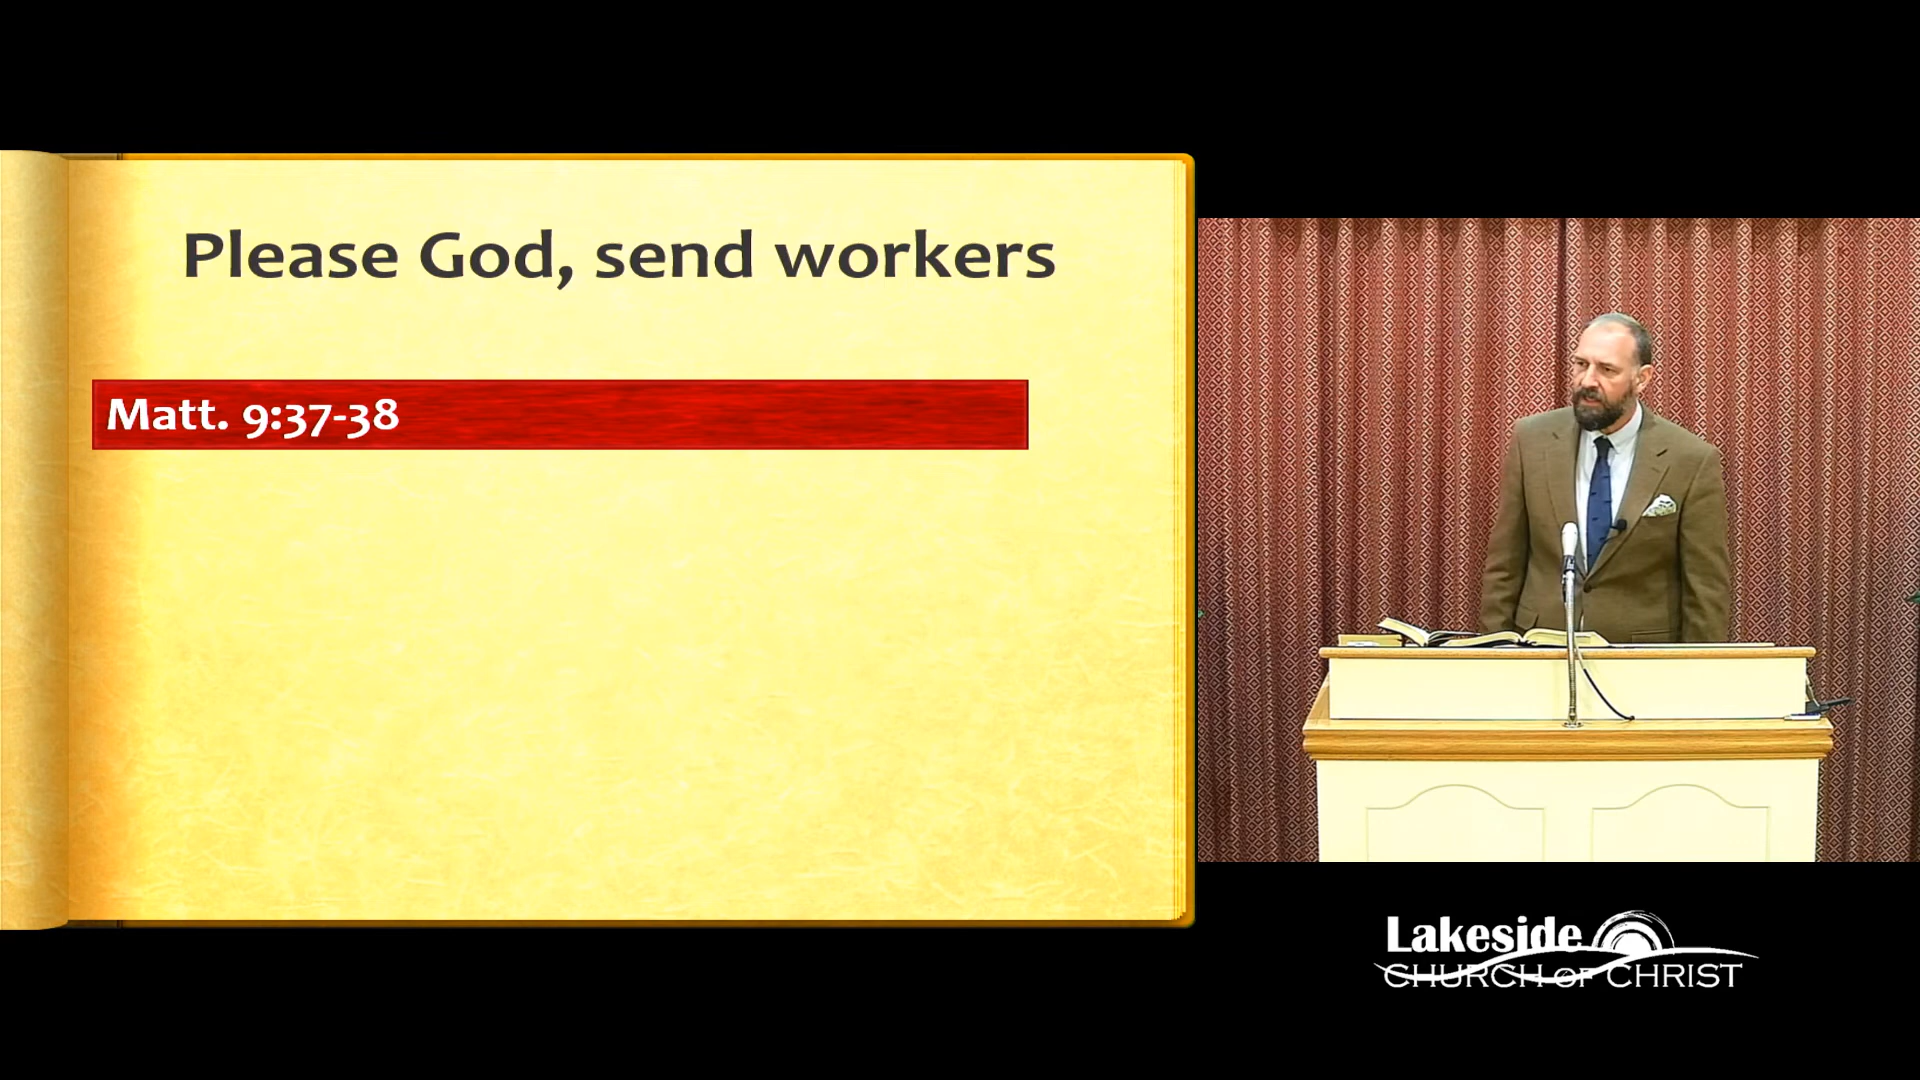 Please God, send workers
Matt. 9:37-38
Lakeside
CHURCH OF CHRIST